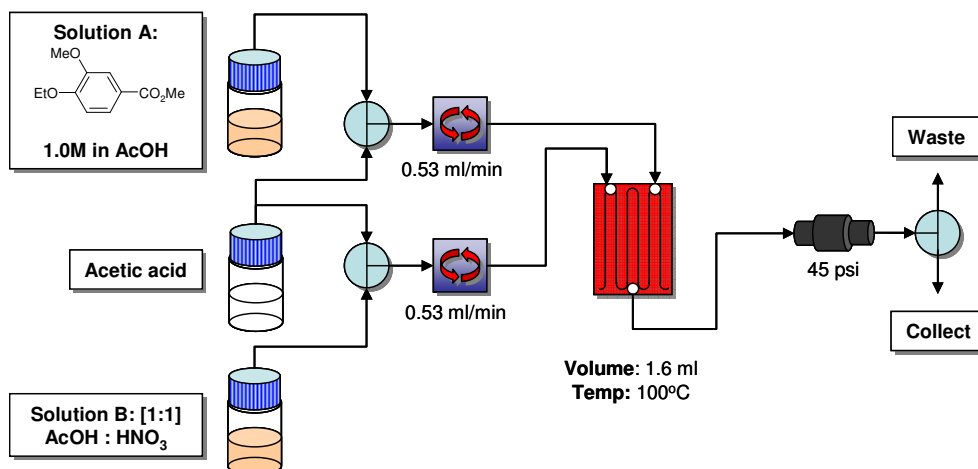 Solution A:
MeO
EtO
CO₂Me
1.0M in AcOH
0.53 ml/min
Waste
Acetic acid
0.53 ml/min
45 psi
Collect
Volume: 1.6 ml
Temp: 100ºC
Solution B: [1:1]
AcOH : HNO₃